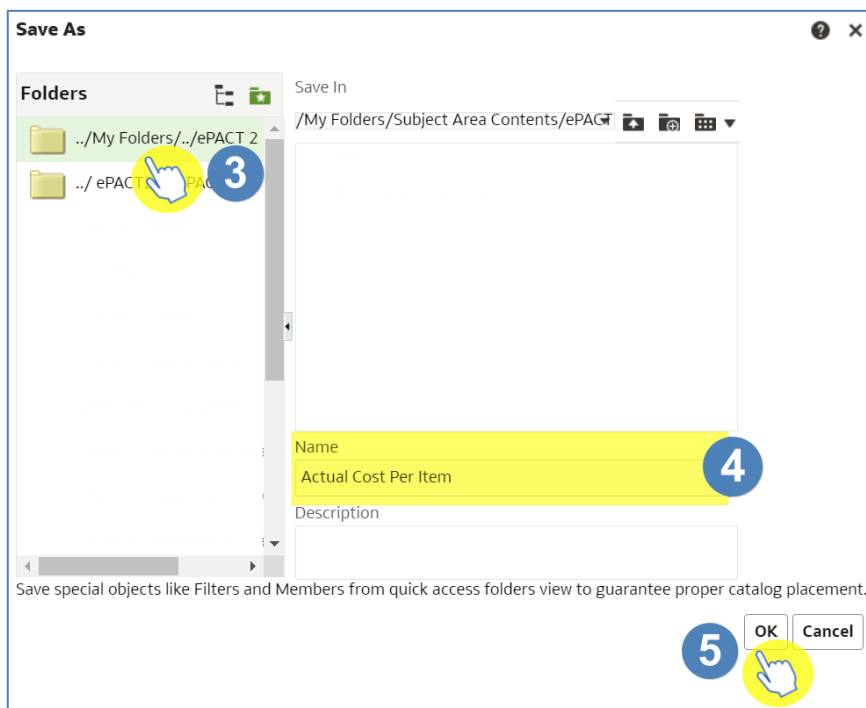 Save As
Folders
../My Folders/../ePACT 2
3
../ ePACT
Save In
/My Folders/Subject Area Contents/ePACT
Name
Actual Cost Per Item
4
Description
Save special objects like Filters and Members from quick access folders view to guarantee proper catalog placement.
OK
Cancel
5